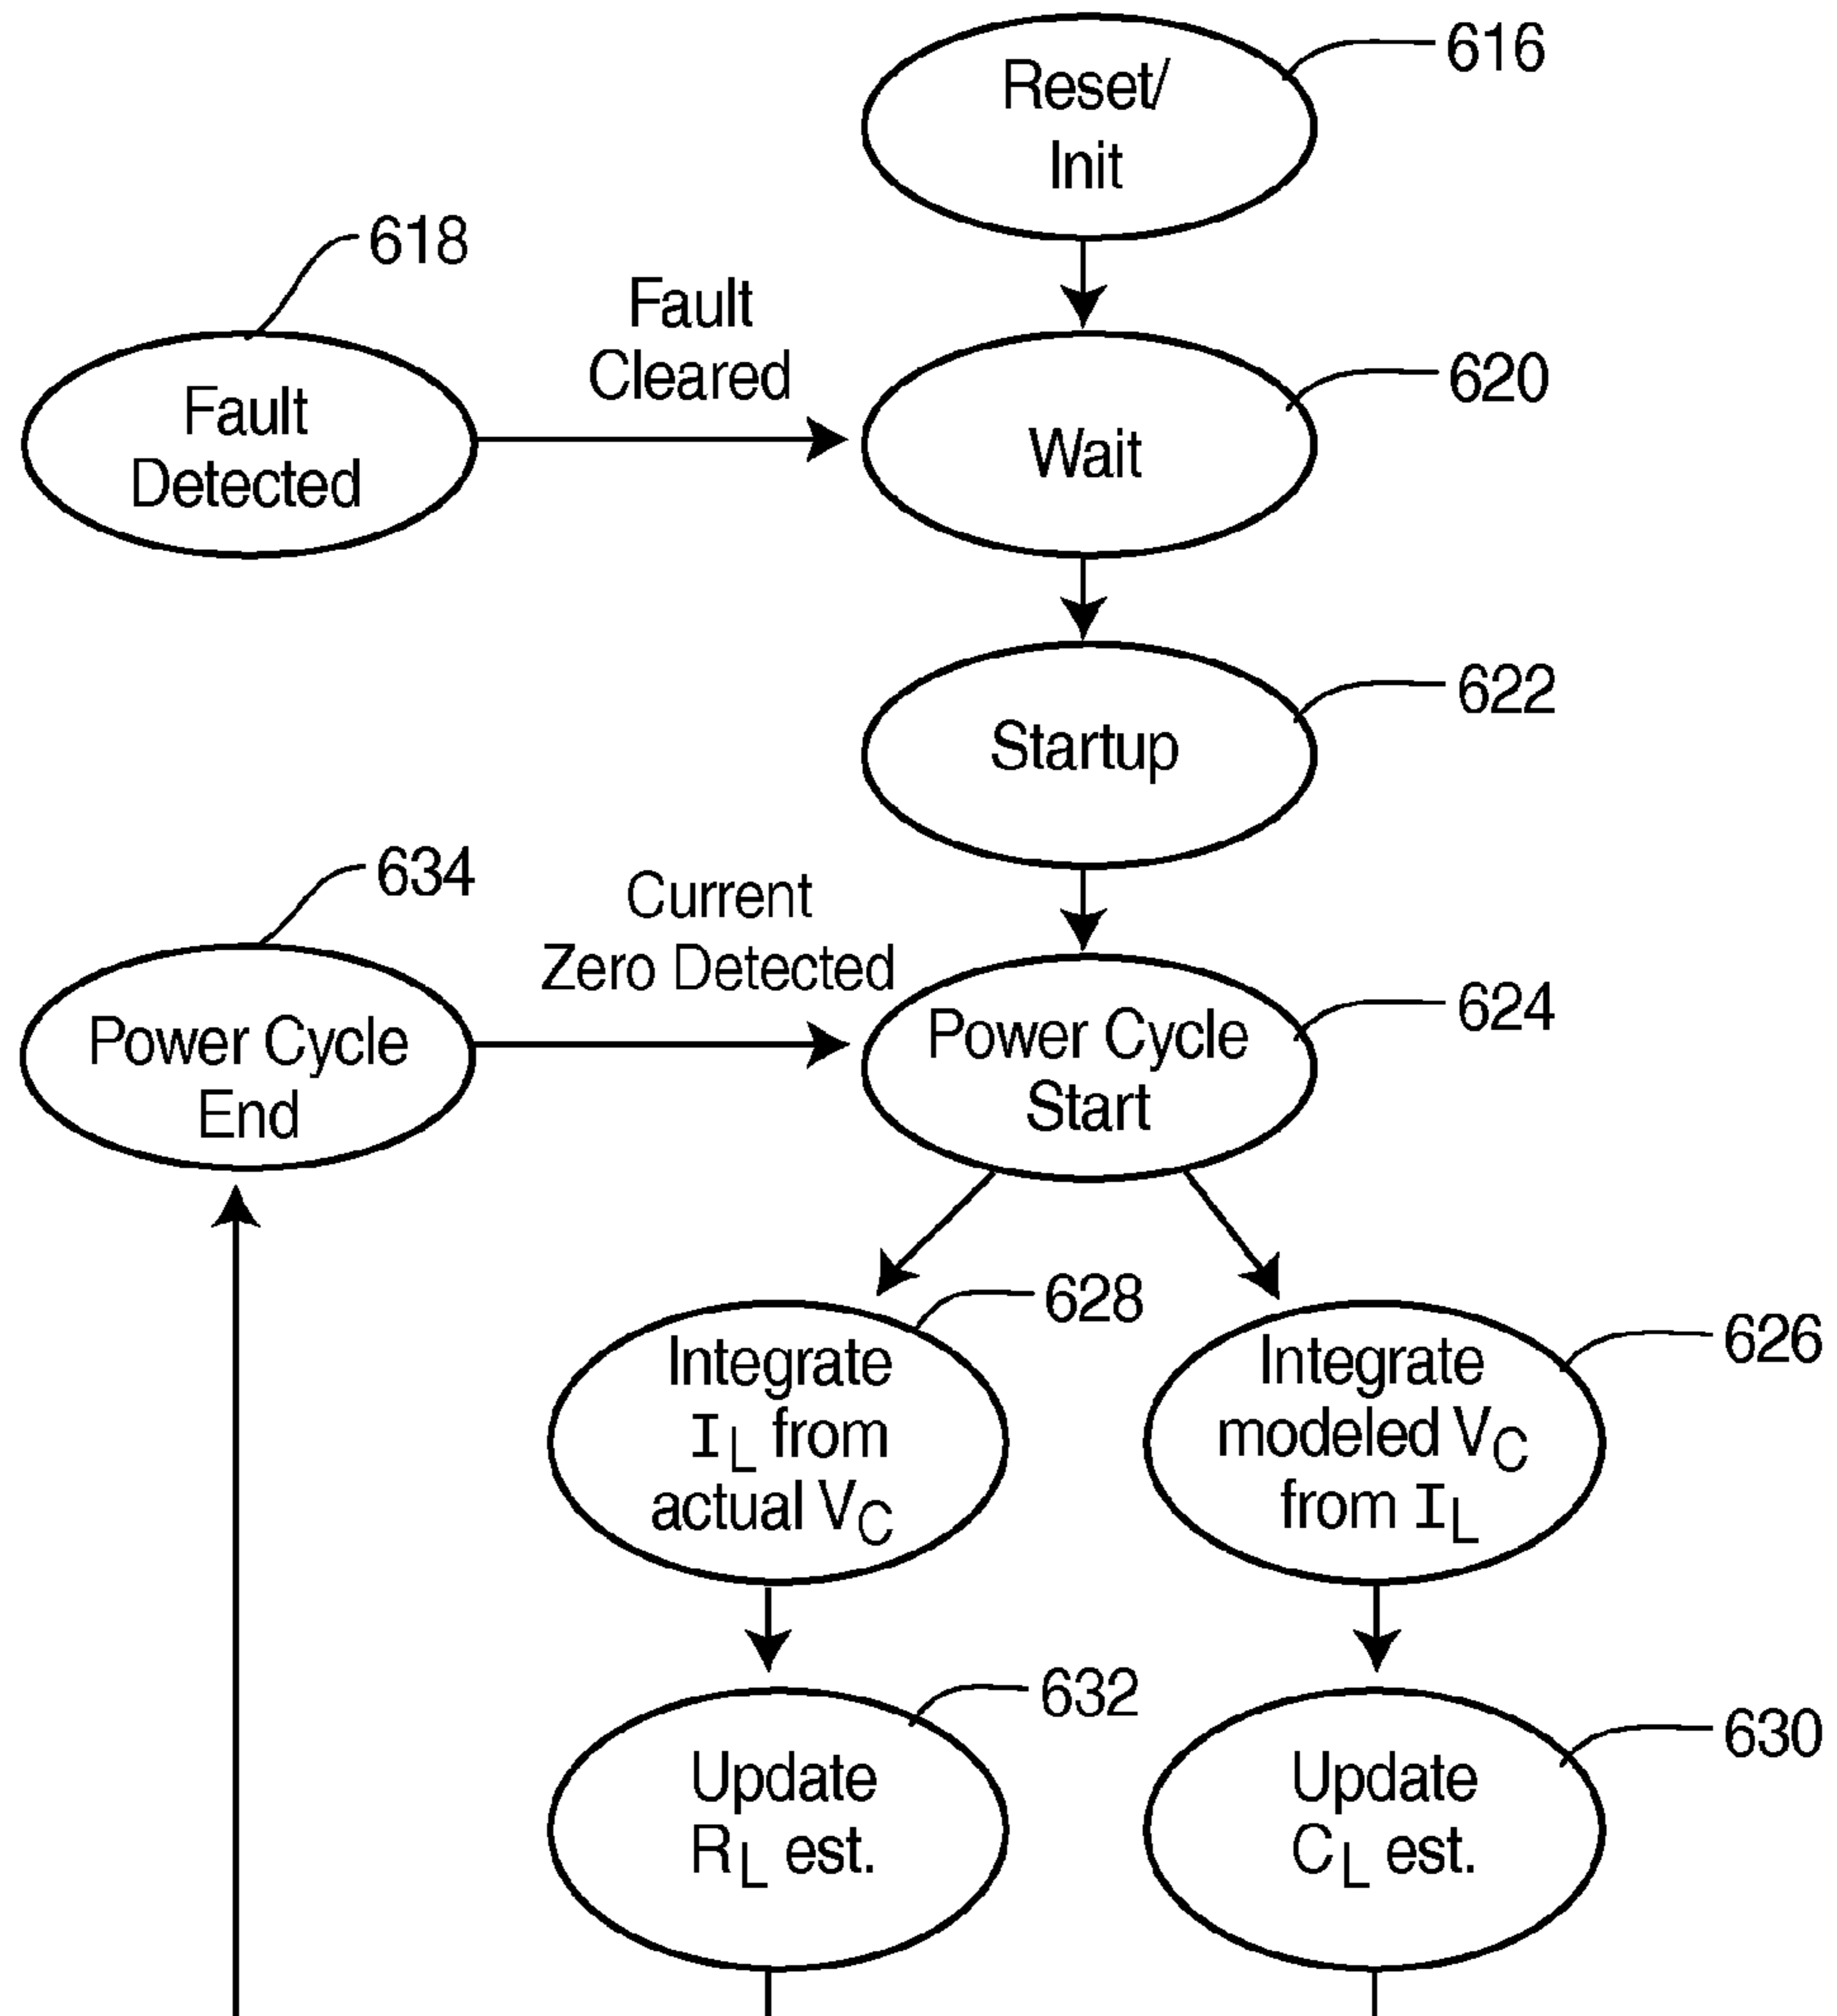 616
Reset/
Init
618
Fault
Cleared
620
Fault
Detected
Wait
622
Startup
634
Current
Zero Detected
624
Power Cycle
End
Power Cycle
Start
628
626
Integrate
I_L from
actual V_C
Integrate
modeled V_C
from I_L
632
630
Update
R_L est.
Update
C_L est.